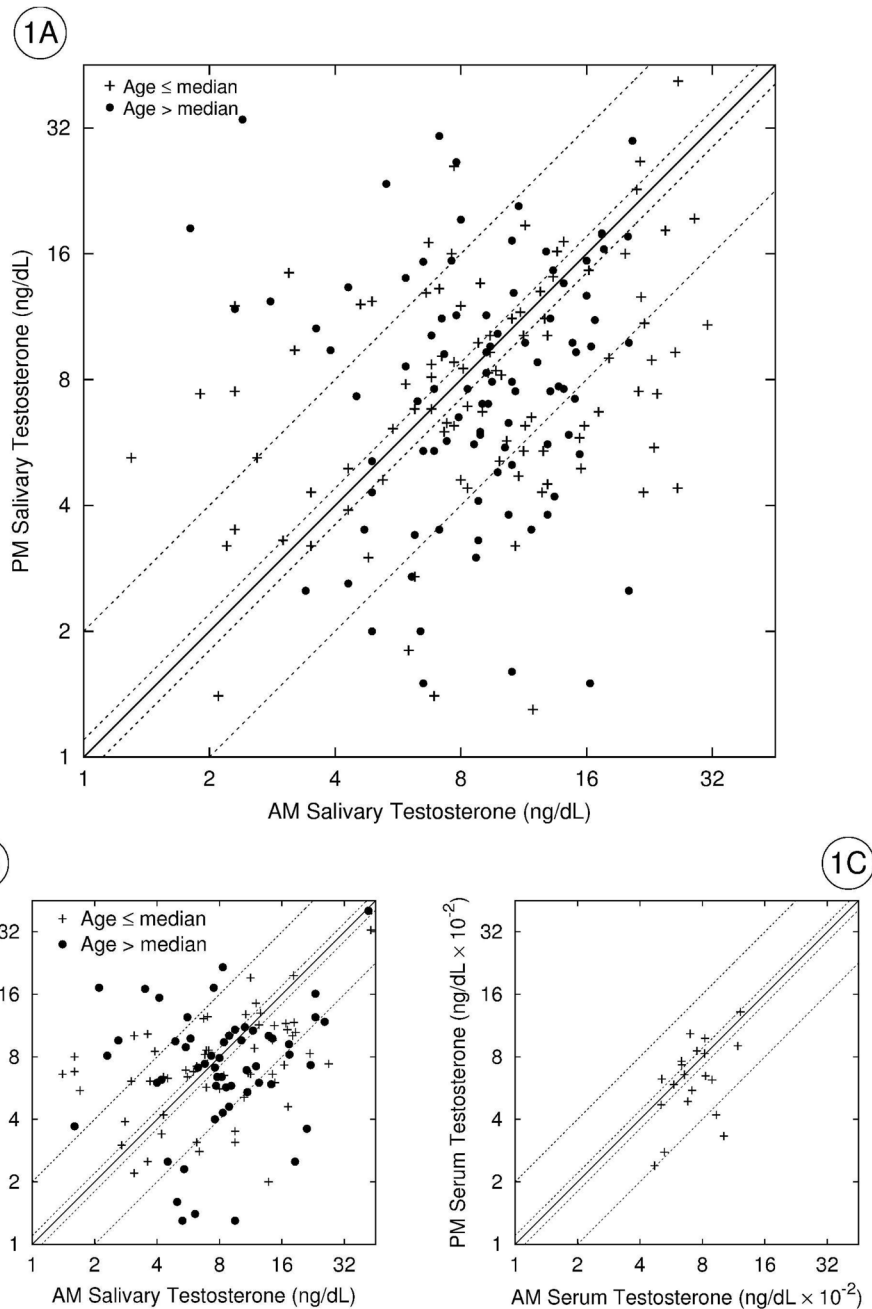 1A
+ Age ≤ median
● Age > median
PM Salivary Testosterone (ng/dL)
32
16
8
4
2
1
1 2 4 8 16 32
AM Salivary Testosterone (ng/dL)
+ Age ≤ median
● Age > median
32
16
8
4
2
1
1 2 4 8 16 32
AM Salivary Testosterone (ng/dL)
1C
PM Serum Testosterone (ng/dL × 10⁻²)
32
16
8
4
2
1
1 2 4 8 16 32
AM Serum Testosterone (ng/dL × 10⁻²)